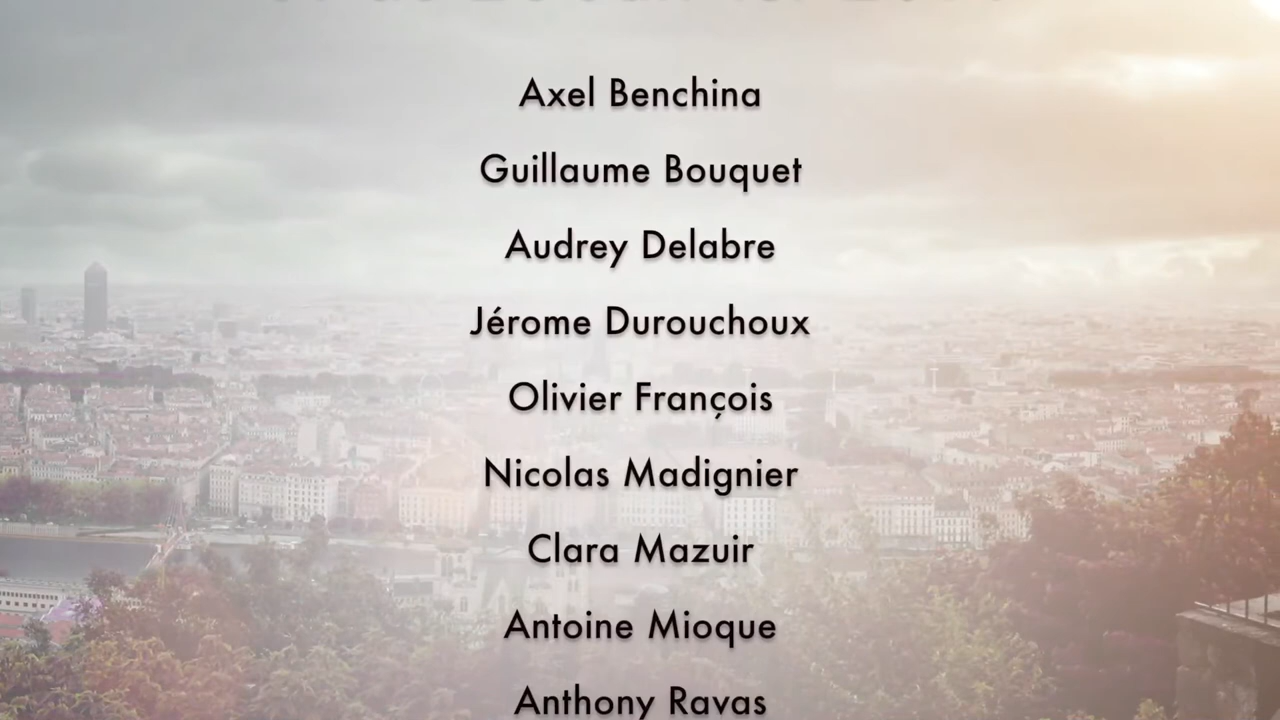 Axel Benchina
Guillaume Bouquet
Audrey Delabre
Jérome Durouchoux
Olivier François
Nicolas Madignier
Clara Mazuir
Antoine Mioque
Anthony Ravas